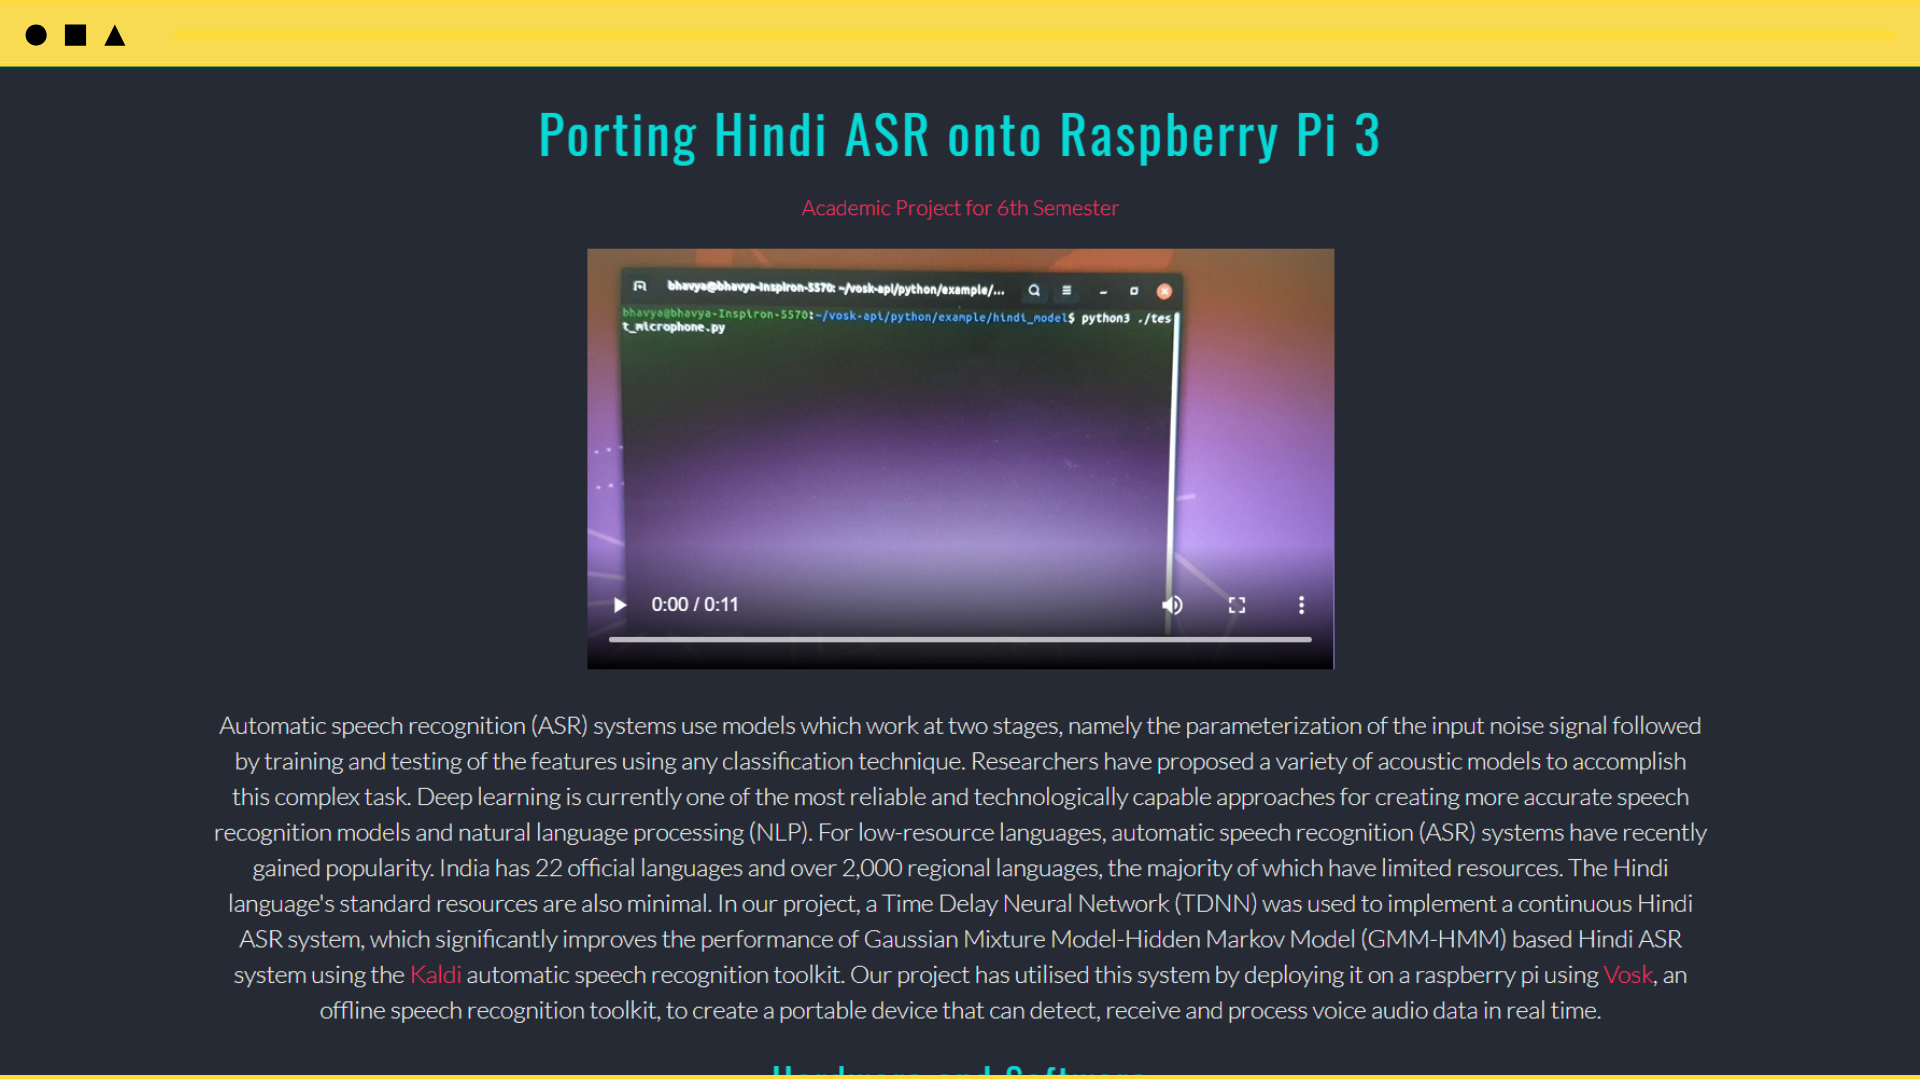 Porting Hindi ASR onto Raspberry Pi 3
Academic Project for 6th Semester
bhavya@bhavya-Inspiron-5570: ~/vosk-api/python/example/...
bhavya@bhavya-Inspiron-5570:~/vosk-api/python/example/hindi_model$ python3 ./tes
t_microphone.py
0:00 / 0:11
Automatic speech recognition (ASR) systems use models which work at two stages, namely the parameterization of the input noise signal followed
by training and testing of the features using any classification technique. Researchers have proposed a variety of acoustic models to accomplish
this complex task. Deep learning is currently one of the most reliable and technologically capable approaches for creating more accurate speech
recognition models and natural language processing (NLP). For low-resource languages, automatic speech recognition (ASR) systems have recently
gained popularity. India has 22 official languages and over 2,000 regional languages, the majority of which have limited resources. The Hindi
language's standard resources are also minimal. In our project, a Time Delay Neural Network (TDNN) was used to implement a continuous Hindi
ASR system, which significantly improves the performance of Gaussian Mixture Model-Hidden Markov Model (GMM-HMM) based Hindi ASR
system using the Kaldi automatic speech recognition toolkit. Our project has utilised this system by deploying it on a raspberry pi using Vosk, an
offline speech recognition toolkit, to create a portable device that can detect, receive and process voice audio data in real time.
Hardware and Software